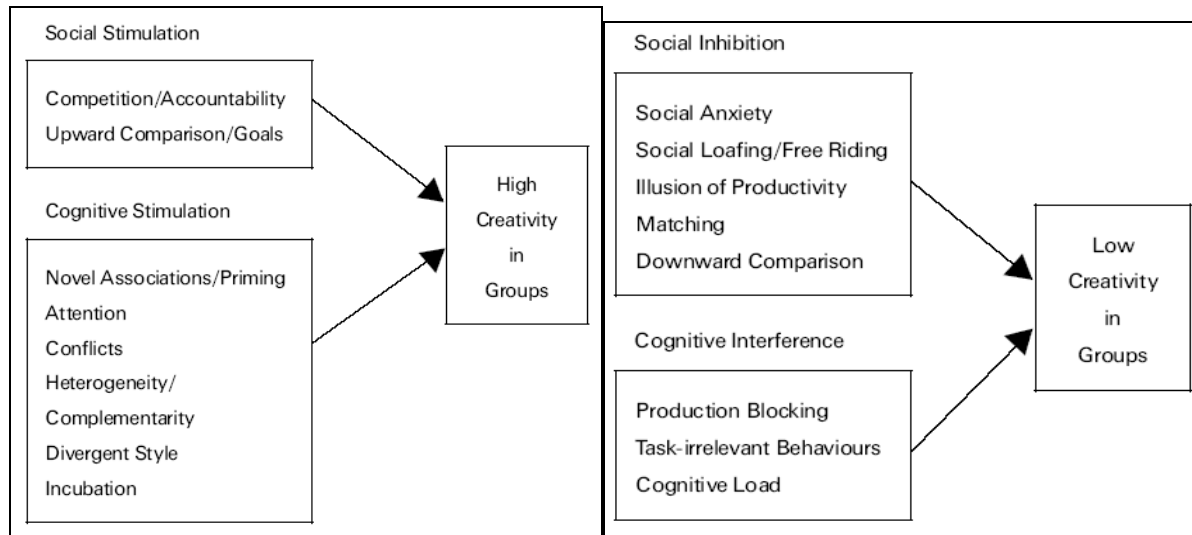 Social Stimulation
Competition/Accountability
Upward Comparison/Goals
Cognitive Stimulation
Novel Associations/Priming
Attention
Conflicts
Heterogeneity/
Complementarity
Divergent Style
Incubation
High
Creativity
in
Groups
Social Inhibition
Social Anxiety
Social Loafing/Free Riding
Illusion of Productivity
Matching
Downward Comparison
Cognitive Interference
Production Blocking
Task-irrelevant Behaviours
Cognitive Load
Low
Creativity
in
Groups